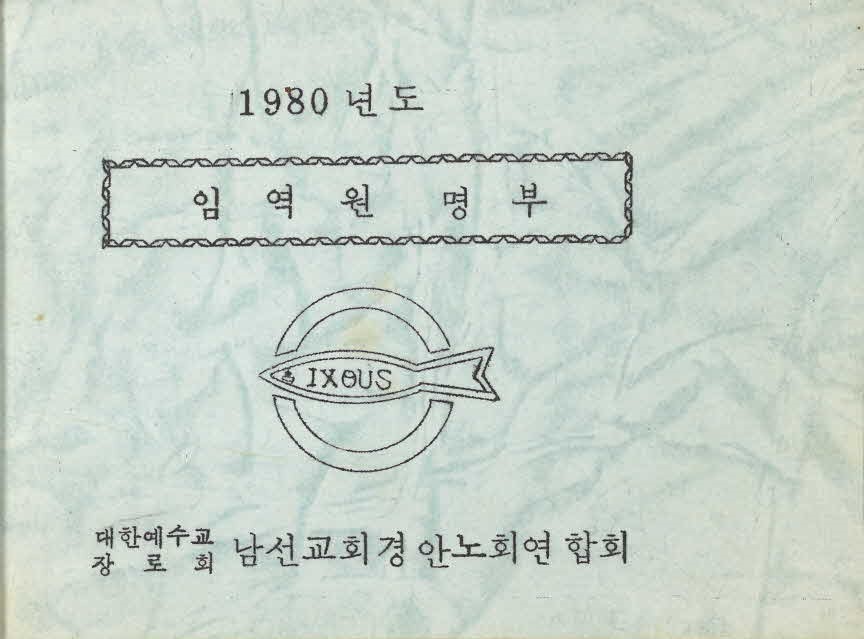 1980 년도
임 역 원 명 부
IXΘUS
대한예수교
장 로 회
남선교회경 안노회연 합회